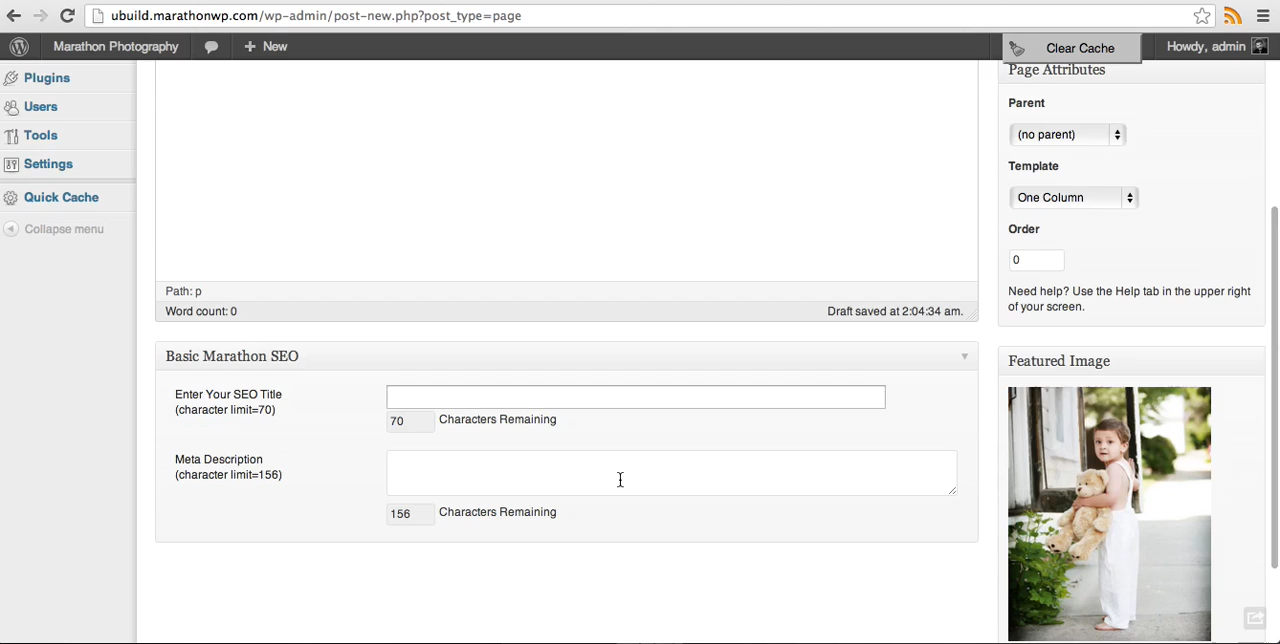 ubuild.marathonwp.com/wp-admin/post-new.php?post_type=page
Marathon Photography
+ New
Clear Cache
Howdy, admin
Plugins
Users
Tools
Settings
Quick Cache
Collapse menu
Path: p
Word count: 0
Draft saved at 2:04:34 am.
Basic Marathon SEO
Enter Your SEO Title
(character limit=70)
70 Characters Remaining
Meta Description
(character limit=156)
156 Characters Remaining
Page Attributes
Parent
(no parent)
Template
One Column
Order
0
Need help? Use the Help tab in the upper right
of your screen.
Featured Image